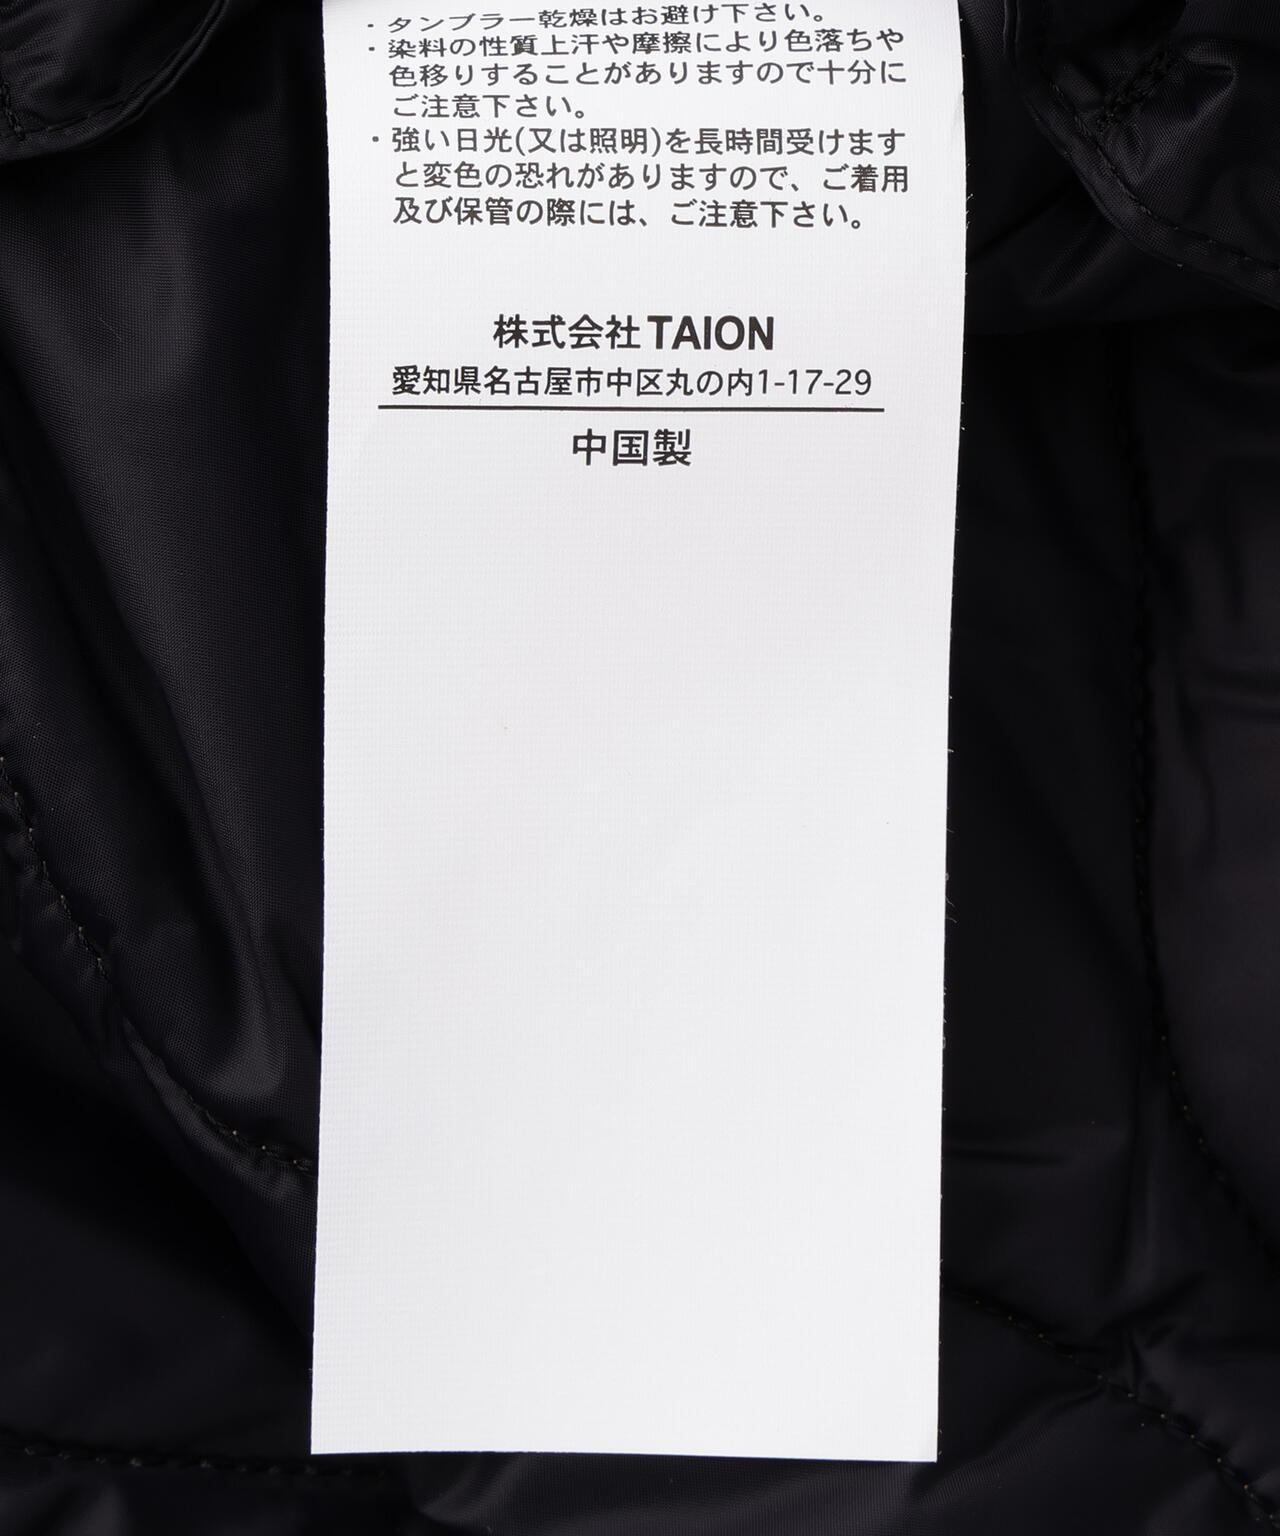 ・タンブラー乾燥はお避け下さい。
・染料の性質上汗や摩擦により色落ちや
色移りすることがありますので十分に
ご注意下さい。
・強い日光(又は照明)を長時間受けます
と変色の恐れがありますので、ご着用
及び保管の際には、ご注意下さい。
株式会社TAION
愛知県名古屋市中区丸の内1-17-29
中国製